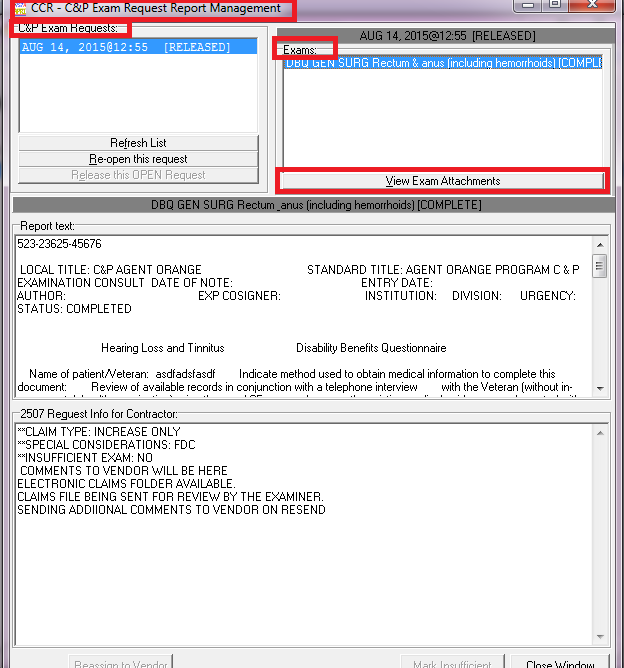 CCR - C&P Exam Request Report Management
C&P Exam Requests:
AUG 14, 2015@12:55 [RELEASED]
Refresh List
Re-open this request
Release this OPEN Request
AUG 14, 2015@12:55 [RELEASED]
Exams:
DBQ GEN SURG Rectum & anus (including hemorrhoids) [COMPLE
View Exam Attachments
DBQ GEN SURG Rectum _anus (including hemorrhoids) [COMPLETE]
Report text:
523-23625-45676
LOCAL TITLE: C&P AGENT ORANGE STANDARD TITLE: AGENT ORANGE PROGRAM C & P
EXAMINATION CONSULT DATE OF NOTE: ENTRY DATE:
AUTHOR: EXP COSIGNER: INSTITUTION: DIVISION: URGENCY:
STATUS: COMPLETED
Hearing Loss and Tinnitus Disability Benefits Questionnaire
Name of patient/Veteran: asdfadsfasdf Indicate method used to obtain medical information to complete this
document: Review of available records in conjunction with a telephone interview with the Veteran (without in-
2507 Request Info for Contractor:
**CLAIM TYPE: INCREASE ONLY
**SPECIAL CONSIDERATIONS: FDC
**INSUFFICIENT EXAM: NO
COMMENTS TO VENDOR WILL BE HERE
ELECTRONIC CLAIMS FOLDER AVAILABLE.
CLAIMS FILE BEING SENT FOR REVIEW BY THE EXAMINER.
SENDING ADDIIONAL COMMENTS TO VENDOR ON RESEND
Reassign to Vendor
Mark Insufficient
Close Window